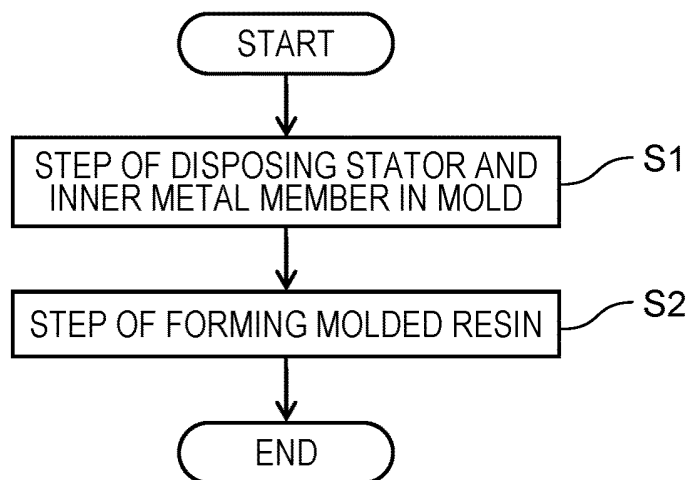 START
STEP OF DISPOSING STATOR AND
INNER METAL MEMBER IN MOLD
S1
STEP OF FORMING MOLDED RESIN
S2
END